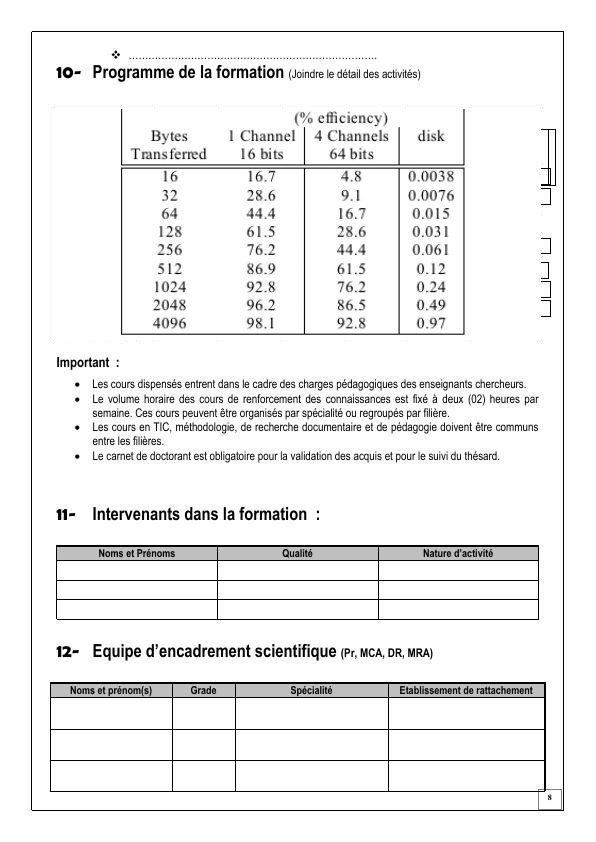 ❖ ……………………………………………………………….
10- Programme de la formation (Joindre le détail des activités)
(% efficiency)
Bytes 1 Channel 4 Channels disk
Transferred 16 bits 64 bits
16 16.7 4.8 0.0038
32 28.6 9.1 0.0076
64 44.4 16.7 0.015
128 61.5 28.6 0.031
256 76.2 44.4 0.061
512 86.9 61.5 0.12
1024 92.8 76.2 0.24
2048 96.2 86.5 0.49
4096 98.1 92.8 0.97
Important :
• Les cours dispensés entrent dans le cadre des charges pédagogiques des enseignants chercheurs.
• Le volume horaire des cours de renforcement des connaissances est fixé à deux (02) heures par
semaine. Ces cours peuvent être organisés par spécialité ou regroupés par filière.
• Les cours en TIC, méthodologie, de recherche documentaire et de pédagogie doivent être communs
entre les filières.
• Le carnet de doctorant est obligatoire pour la validation des acquis et pour le suivi du thésard.
11- Intervenants dans la formation :
Noms et Prénoms Qualité Nature d’activité
12- Equipe d’encadrement scientifique (Pr, MCA, DR, MRA)
Noms et prénom(s) Grade Spécialité Etablissement de rattachement
8